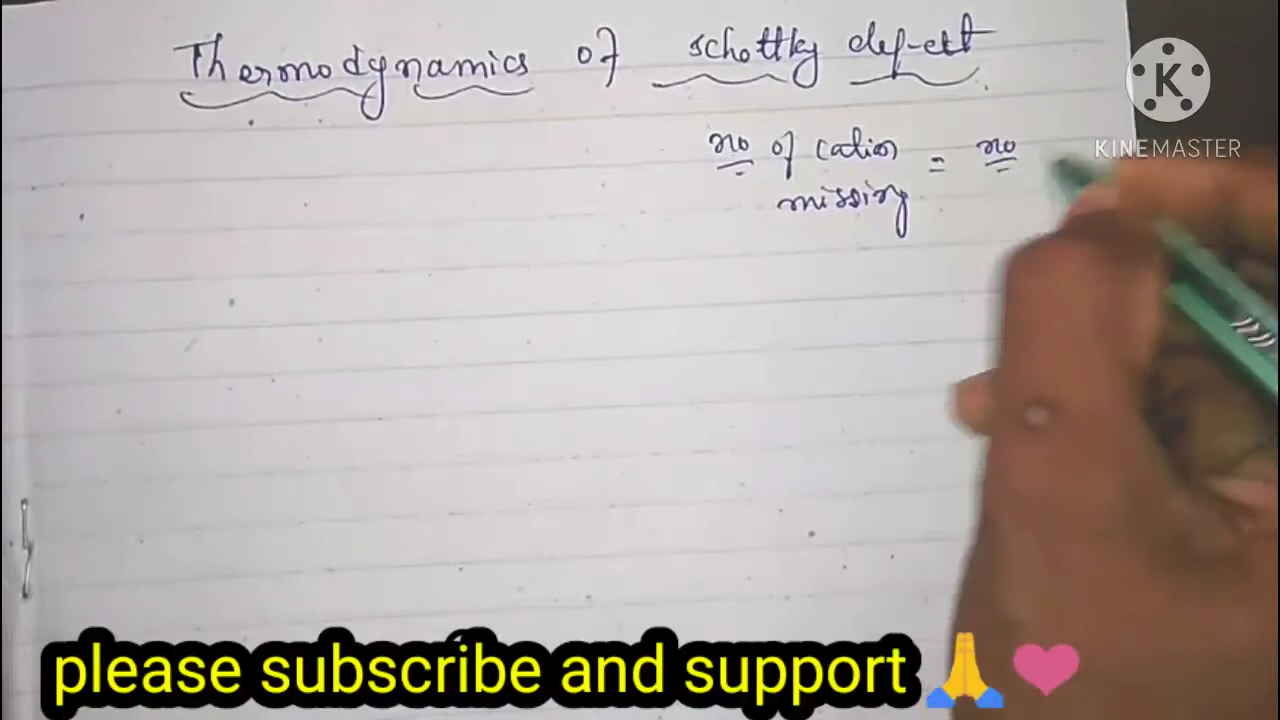 Thermodynamics of schottky defect
K
KINEMASTER
no of cation = no
missing
please subscribe and support 🙏❤